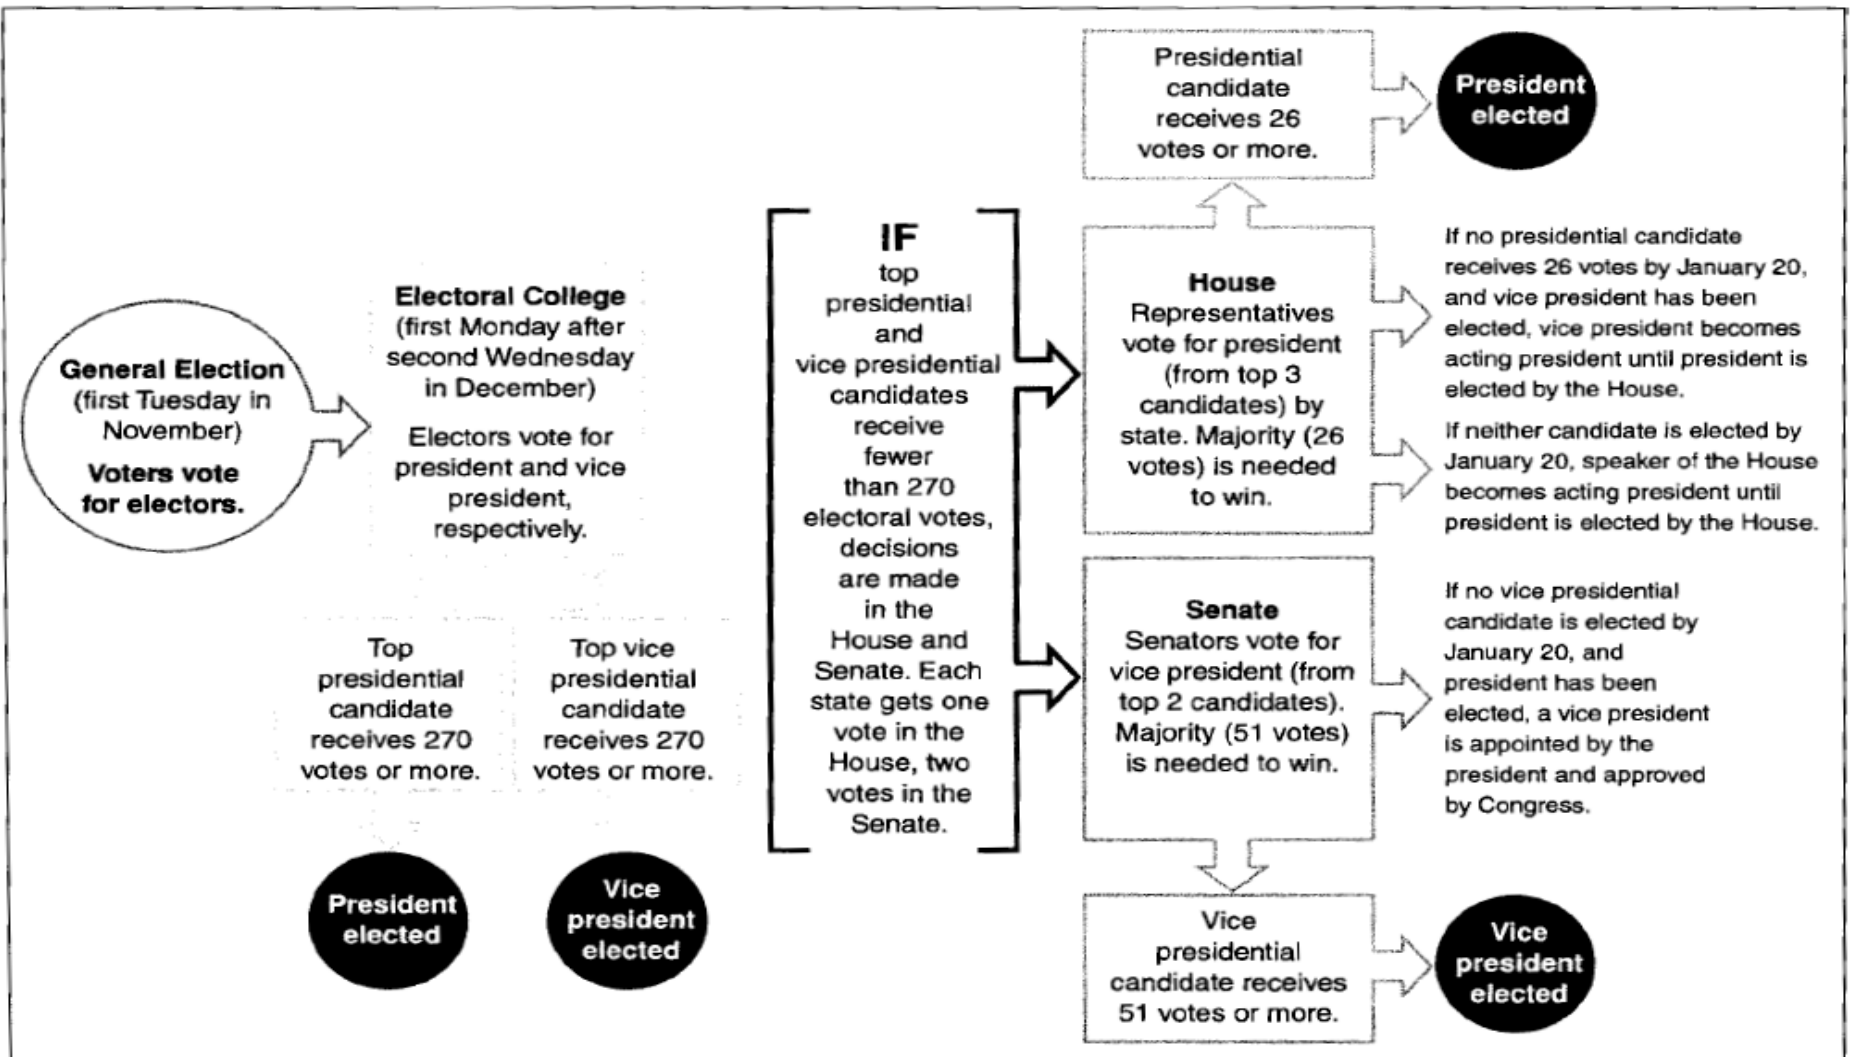 General Election
(first Tuesday in
November)
Voters vote
for electors.
Electoral College
(first Monday after
second Wednesday
in December)
Electors vote for
president and vice
president,
respectively.
Top
presidential
candidate
receives 270
votes or more.
Top vice
presidential
candidate
receives 270
votes or more.
President
elected
Vice
president
elected
IF
top
presidential
and
vice presidential
candidates
receive
fewer
than 270
electoral votes,
decisions
are made
in the
House and
Senate. Each
state gets one
vote in the
House, two
votes in the
Senate.
Presidential
candidate
receives 26
votes or more.
President
elected
House
Representatives
vote for president
(from top 3
candidates) by
state. Majority (26
votes) is needed
to win.
If no presidential candidate
receives 26 votes by January 20,
and vice president has been
elected, vice president becomes
acting president until president is
elected by the House.
If neither candidate is elected by
January 20, speaker of the House
becomes acting president until
president is elected by the House.
Senate
Senators vote for
vice president (from
top 2 candidates).
Majority (51 votes)
is needed to win.
If no vice presidential
candidate is elected by
January 20, and
president has been
elected, a vice president
is appointed by the
president and approved
by Congress.
Vice
presidential
candidate receives
51 votes or more.
Vice
president
elected